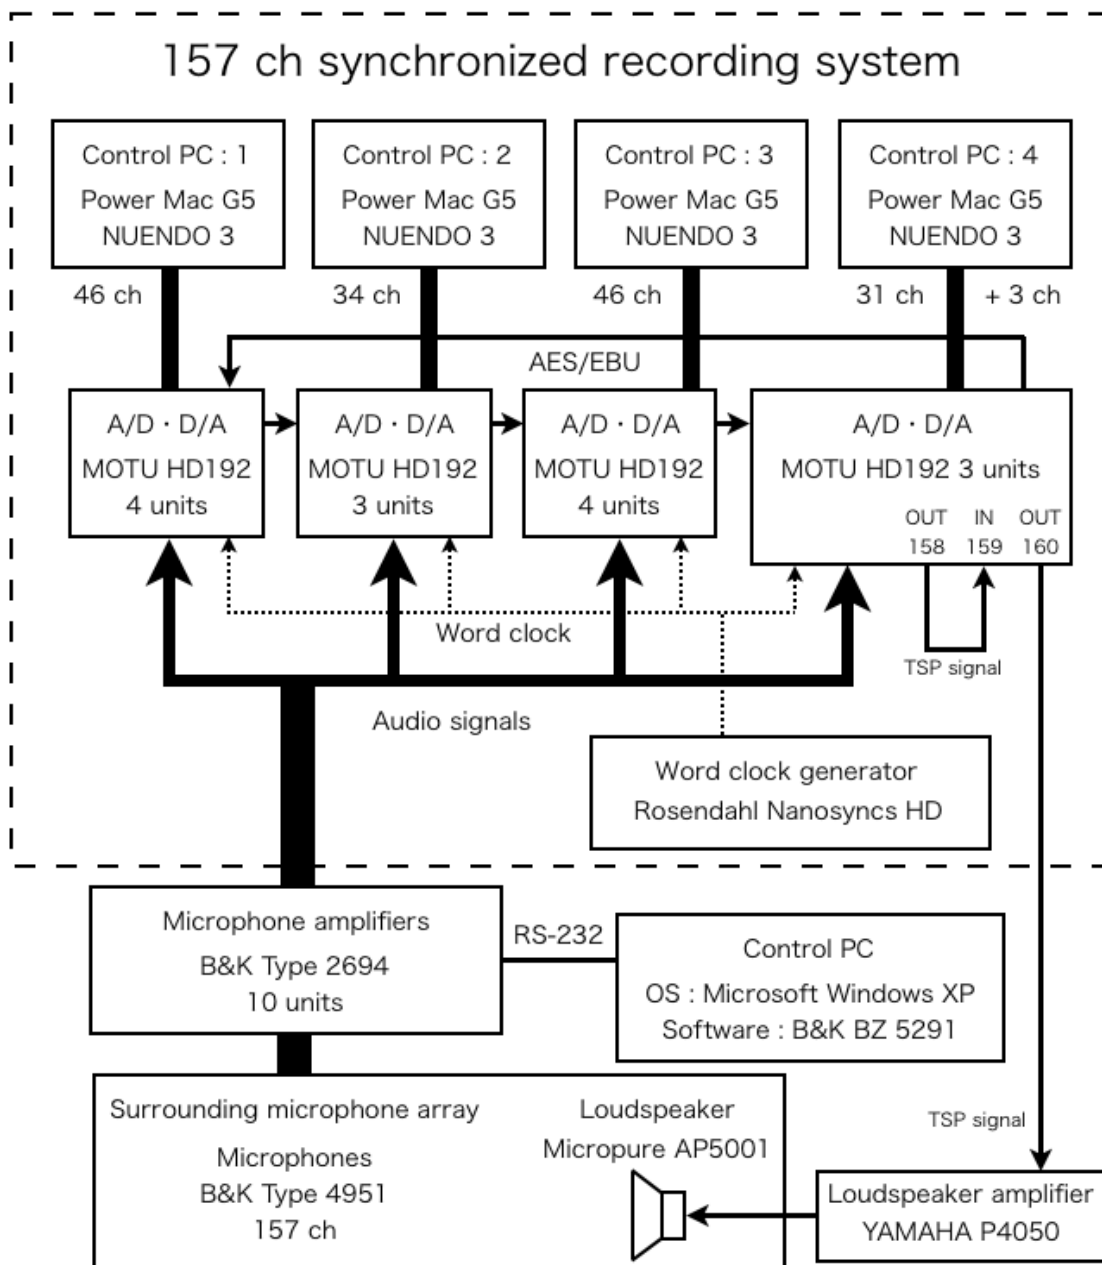 157 ch synchronized recording system
Control PC : 1
Power Mac G5
NUENDO 3
Control PC : 2
Power Mac G5
NUENDO 3
Control PC : 3
Power Mac G5
NUENDO 3
Control PC : 4
Power Mac G5
NUENDO 3
46 ch
34 ch
46 ch
31 ch
+ 3 ch
AES/EBU
A/D・D/A
MOTU HD192
4 units
A/D・D/A
MOTU HD192
3 units
A/D・D/A
MOTU HD192
4 units
A/D・D/A
MOTU HD192 3 units
OUT
158
IN
159
OUT
160
Word clock
TSP signal
Audio signals
Word clock generator
Rosendahl Nanosyncs HD
Microphone amplifiers
B&K Type 2694
10 units
RS-232
Control PC
OS : Microsoft Windows XP
Software : B&K BZ 5291
Surrounding microphone array
Microphones
B&K Type 4951
157 ch
Loudspeaker
Micropure AP5001
TSP signal
Loudspeaker amplifier
YAMAHA P4050